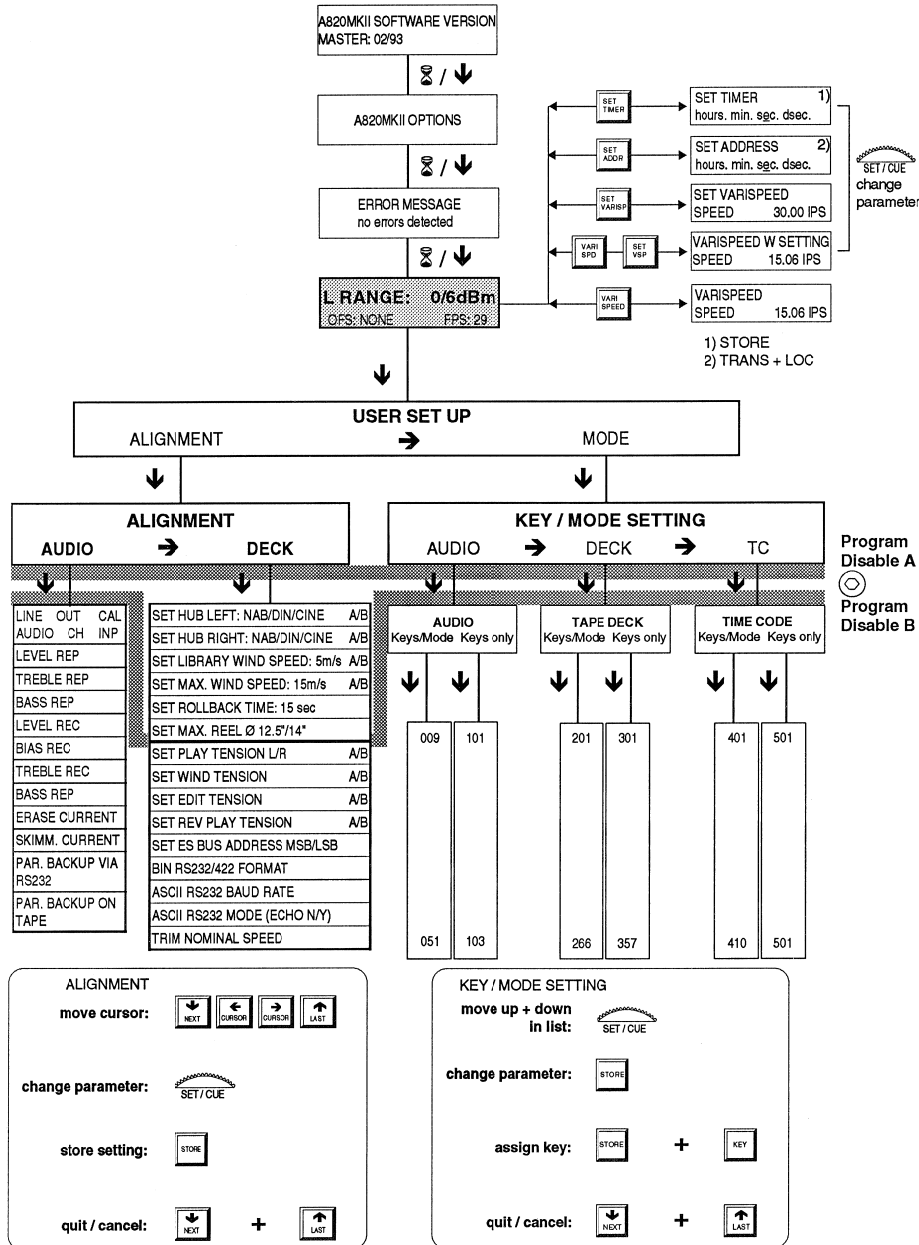 A820MKII SOFTWARE VERSION
MASTER: 02/93
/
A820MKII OPTIONS
/
ERROR MESSAGE
no errors detected
/
L RANGE: 0/6dBm
OFS: NONE FPS: 29
SET TIMER
SET TIMER 1)
hours. min. sec. dsec.
SET ADDR
SET ADDRESS 2)
hours. min. sec. dsec.
SET VARISP
SET VARISPEED
SPEED 30.00 IPS
VARI SPD
SET VSP
VARISPEED W SETTING
SPEED 15.06 IPS
VARI SPEED
VARISPEED
SPEED 15.06 IPS
SET/CUE
change
parameter
1) STORE
2) TRANS + LOC
USER SET UP
ALIGNMENT MODE
ALIGNMENT
AUDIO DECK
KEY / MODE SETTING
AUDIO DECK TC
Program
Disable A
Program
Disable B
LINE OUT CAL
AUDIO CH INP
LEVEL REP
TREBLE REP
BASS REP
LEVEL REC
BIAS REC
TREBLE REC
BASS REP
ERASE CURRENT
SKIMM. CURRENT
PAR. BACKUP VIA
RS232
PAR. BACKUP ON
TAPE
SET HUB LEFT: NAB/DIN/CINE A/B
SET HUB RIGHT: NAB/DIN/CINE A/B
SET LIBRARY WIND SPEED: 5m/s A/B
SET MAX. WIND SPEED: 15m/s A/B
SET ROLLBACK TIME: 15 sec
SET MAX. REEL Ø 12.5"/14"
SET PLAY TENSION L/R A/B
SET WIND TENSION A/B
SET EDIT TENSION A/B
SET REV PLAY TENSION A/B
SET ES BUS ADDRESS MSB/LSB
BIN RS232/422 FORMAT
ASCII RS232 BAUD RATE
ASCII RS232 MODE (ECHO N/Y)
TRIM NOMINAL SPEED
AUDIO
Keys/Mode Keys only
TAPE DECK
Keys/Mode Keys only
TIME CODE
Keys/Mode Keys only
009 101 201 301 401 501
051 103 266 357 410 501
ALIGNMENT
move cursor: NEXT CURSOR CURSOR LAST
change parameter: SET/CUE
store setting: STORE
quit / cancel: NEXT + LAST
KEY / MODE SETTING
move up + down
in list: SET/CUE
change parameter: STORE
assign key: STORE + KEY
quit / cancel: NEXT + LAST